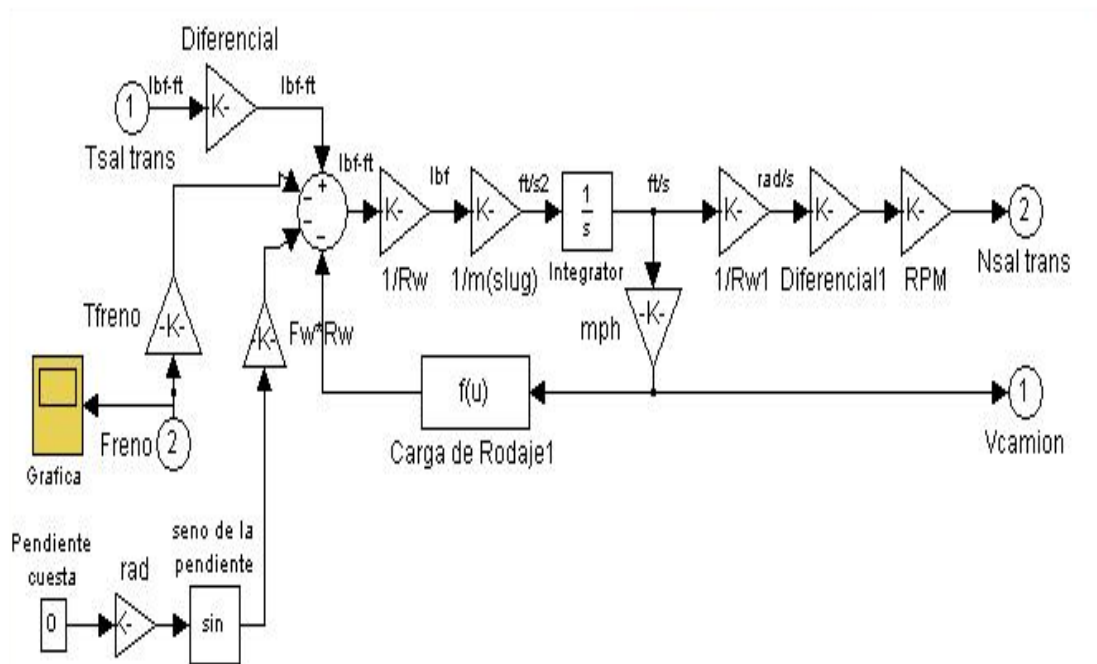 Diferencial
lbf-ft
lbf-ft
1
K-
Tsal trans
+
-
-
-
lbf-ft
lbf
ft/s2
ft/s
rad/s
K-
K-
1
s
K-
K-
K-
2
1/Rw
1/m(slug)
Integrator
1/Rw1
Diferencial1
RPM
Nsal trans
Tfreno
-K-
-K-
Fw*Rw
mph
-K-
f(u)
1
Carga de Rodaje1
Vcamion
Freno
2
Grafica
Pendiente
cuesta
rad
seno de la
pendiente
0
K-
sin